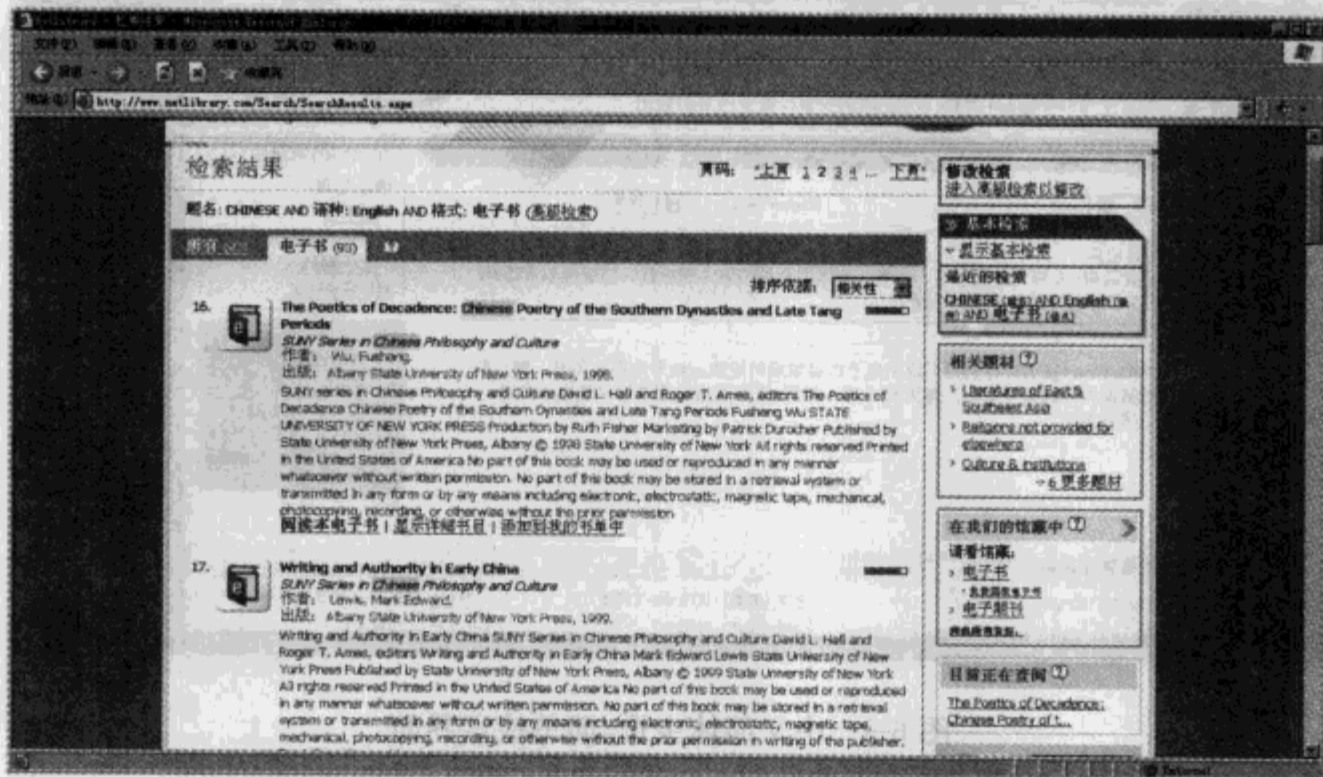 文件(F) 编辑(E) 查看(V) 收藏(A) 工具(T) 帮助(H)
后退 收藏夹
地址(D) http://www.netlibrary.com/Search/SearchResults.aspx
检索结果
页码: 上页 1 2 3 4 ... 下页
题名: CHINESE AND 语种: English AND 格式: 电子书 (高级检索)
电子书 (93)
排序依据: 相关性
16. The Poetics of Decadence: Chinese Poetry of the Southern Dynasties and Late Tang
Periods
SUNY Series in Chinese Philosophy and Culture
作者: Wu, Fusheng.
出版: Albany State University of New York Press, 1998.
SUNY series in Chinese Philosophy and Culture David L. Hall and Roger T. Ames, editors The Poetics of
Decadence Chinese Poetry of the Southern Dynasties and Late Tang Periods Fusheng Wu STATE
UNIVERSITY OF NEW YORK PRESS Production by Ruth Fisher Marketing by Patrick Durocher Published by
State University of New York Press, Albany © 1998 State University of New York All rights reserved Printed
in the United States of America No part of this book may be used or reproduced in any manner
whatsoever without written permission. No part of this book may be stored in a retrieval system or
transmitted in any form or by any means including electronic, electrostatic, magnetic tape, mechanical,
photocopying, recording, or otherwise without the prior permission
阅读本电子书 | 显示详细书目 | 添加到我的书单中
17. Writing and Authority in Early China
SUNY Series in Chinese Philosophy and Culture
作者: Lewis, Mark Edward.
出版: Albany State University of New York Press, 1999.
Writing and Authority in Early China SUNY Series in Chinese Philosophy and Culture David L. Hall and
Roger T. Ames, editors Writing and Authority in Early China Mark Edward Lewis State University of New
York Press Published by State University of New York Press, Albany © 1999 State University of New York
All rights reserved Printed in the United States of America No part of this book may be used or reproduced
in any manner whatsoever without written permission. No part of this book may be stored in a retrieval
system or transmitted in any form or by any means including electronic, electrostatic, magnetic tape,
mechanical, photocopying, recording, or otherwise without the prior permission in writing of the publisher.
修改检索
进入高级检索以修改
基本检索
显示基本检索
最近的检索
CHINESE AND English
AND 电子书
相关题材
Literatures of East &
Southeast Asia
Religions not provided for
elsewhere
Culture & institutions
6 更多题材
在我们的馆藏中
请看馆藏:
电子书
电子期刊
目前正在查阅
The Poetics of Decadence:
Chinese Poetry of t...
Internet